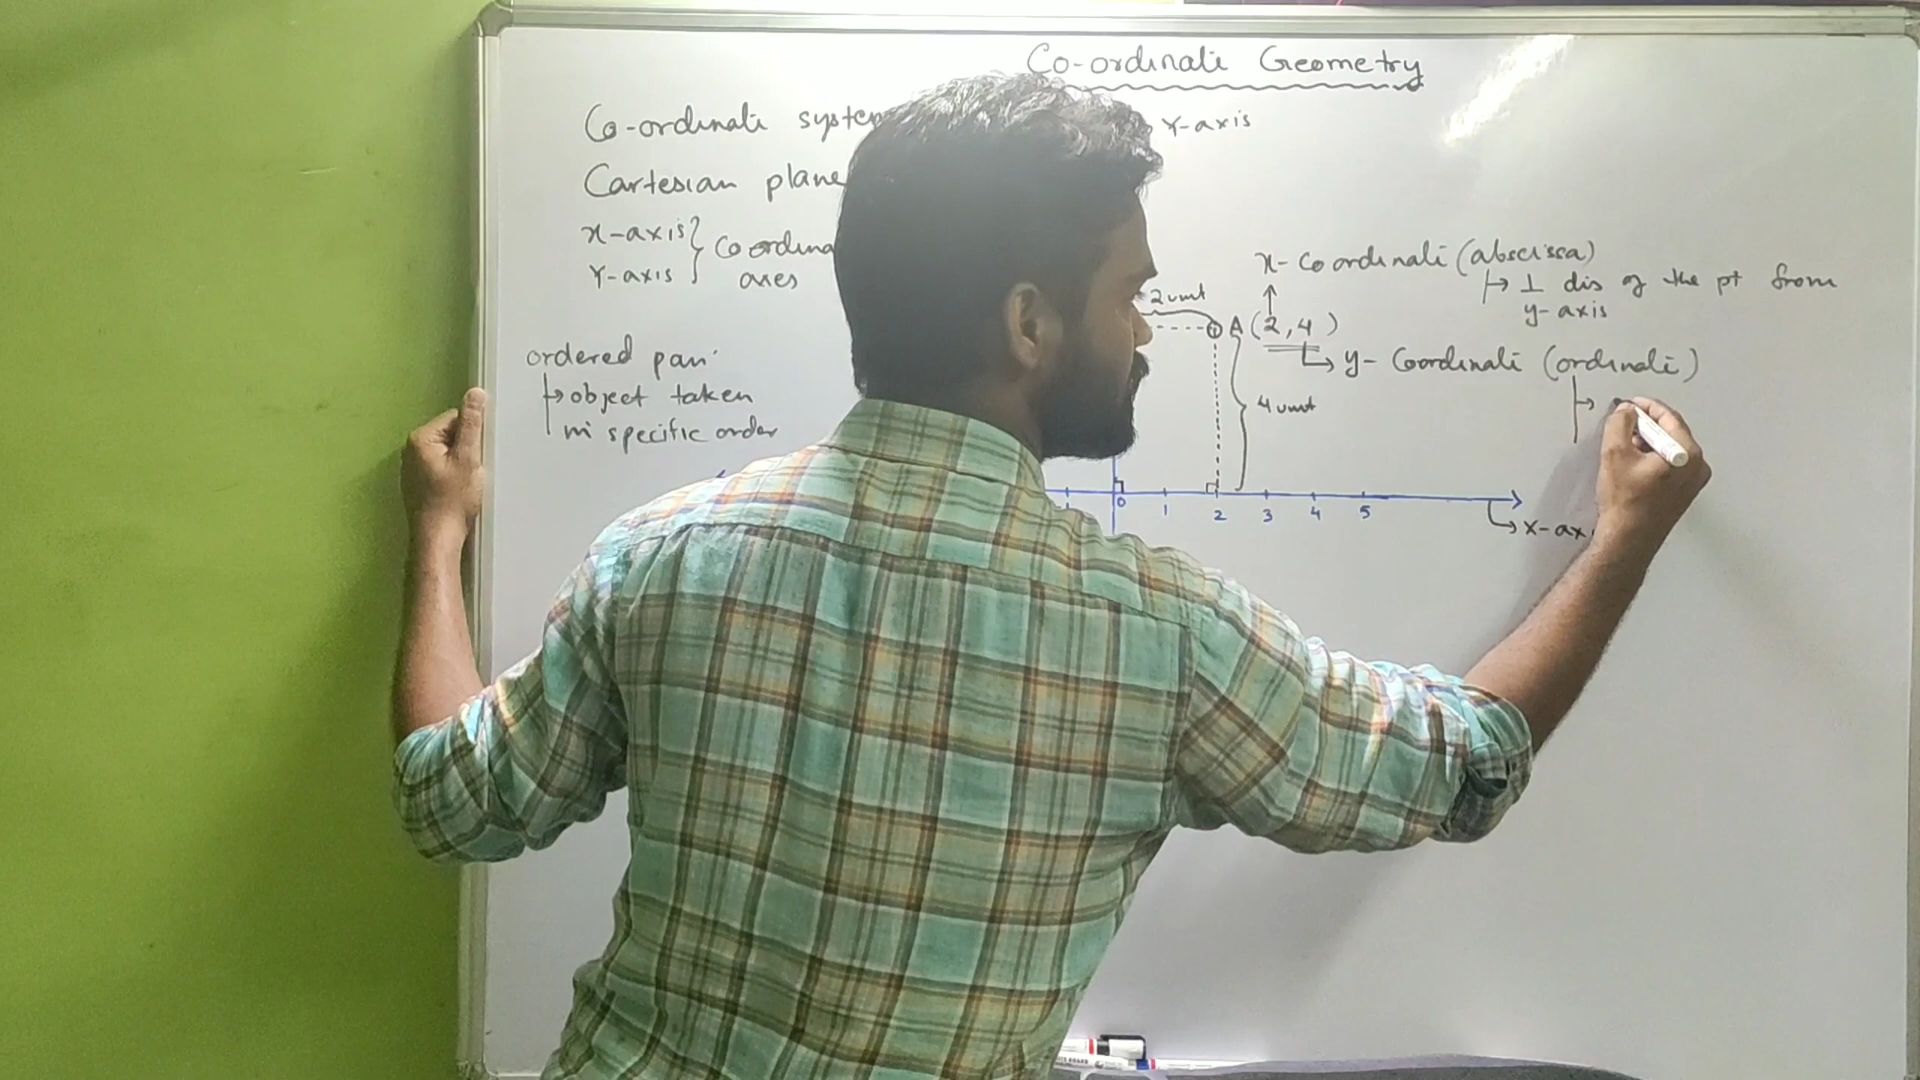 Co-ordinate Geometry
Co-ordinate system
Y-axis
Cartesian plane
x-axis } Co ordina
Y-axis } axes
x-Coordinate (abscissa)
↳ ⊥ dis of the pt from
y-axis
2 unit
A (2,4)
ordered pair
↳ object taken
in specific order
y- Coordinate (ordinate)
4 unit
0 1 2 3 4 5
X-ax